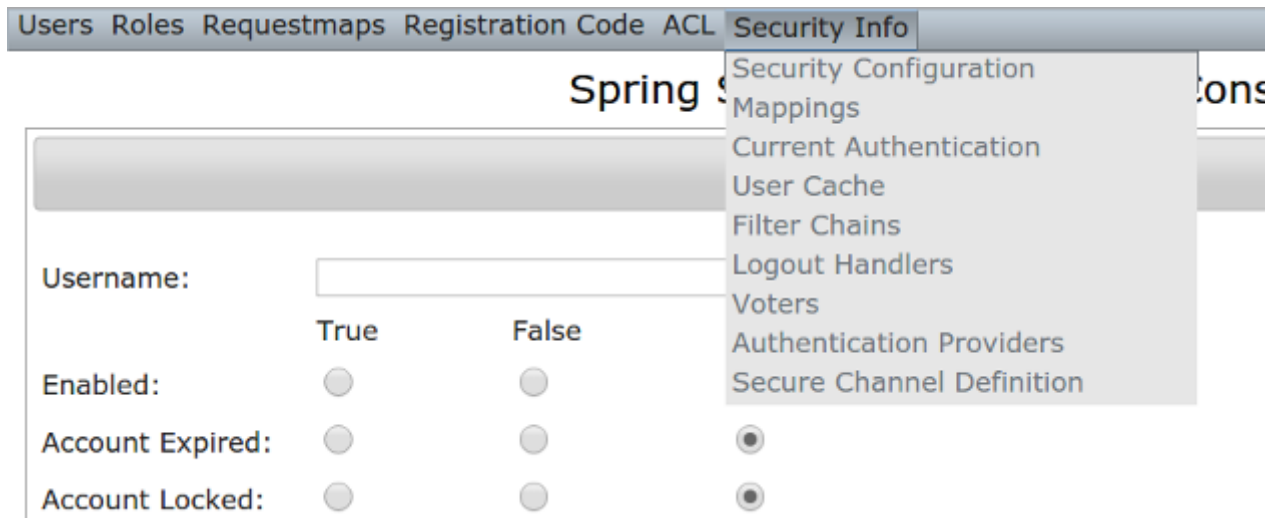 Users Roles Requestmaps Registration Code ACL Security Info
Security Configuration
Spring
Mappings
Current Authentication
User Cache
Filter Chains
Logout Handlers
Username:
Voters
True False
Authentication Providers
Enabled:
Secure Channel Definition
Account Expired:
Account Locked: